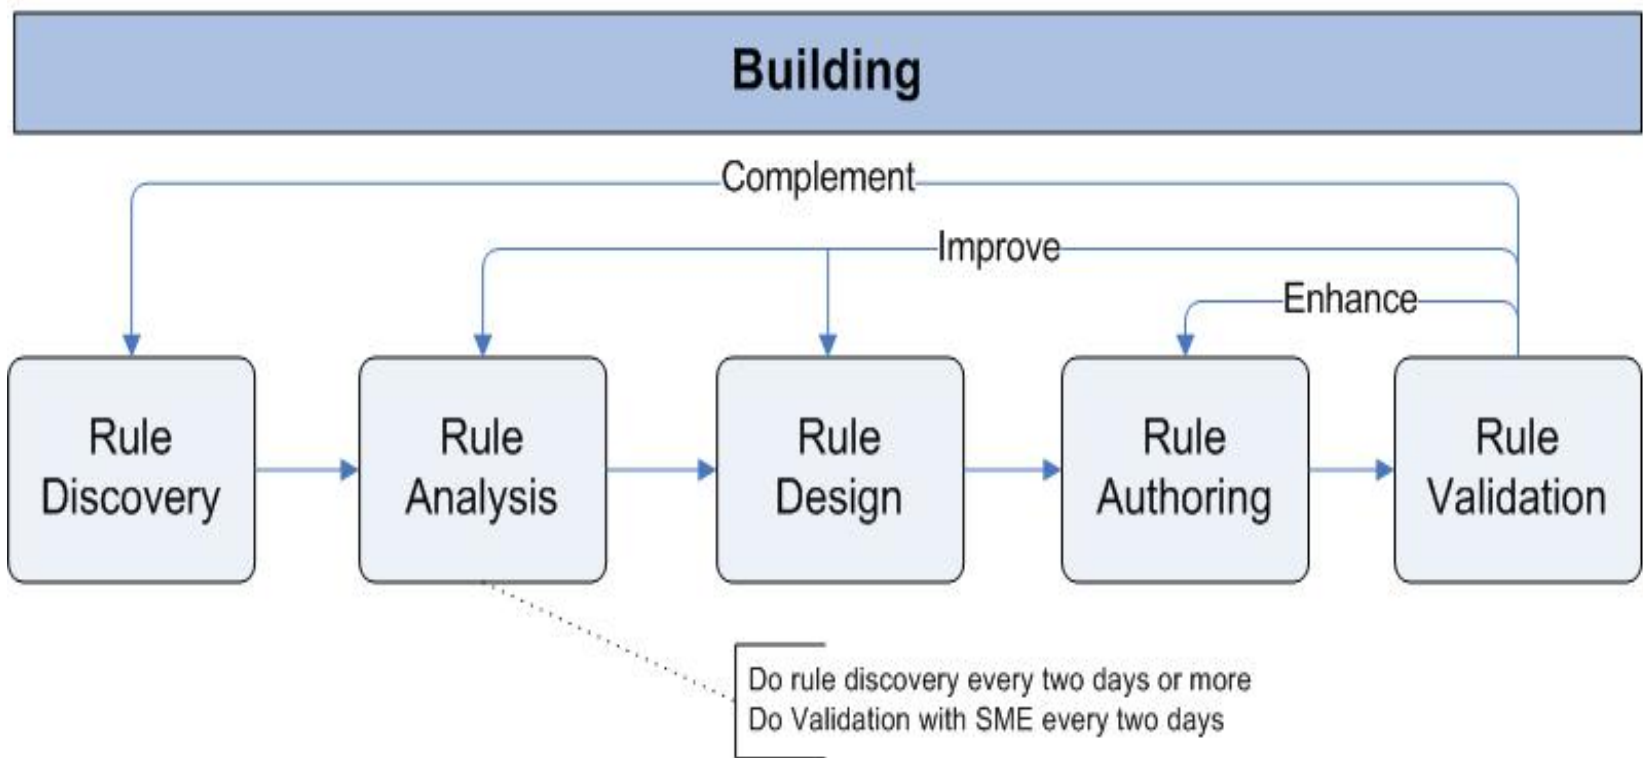 Building
Complement
Improve
Enhance
Rule
Discovery
Rule
Analysis
Rule
Design
Rule
Authoring
Rule
Validation
Do rule discovery every two days or more
Do Validation with SME every two days